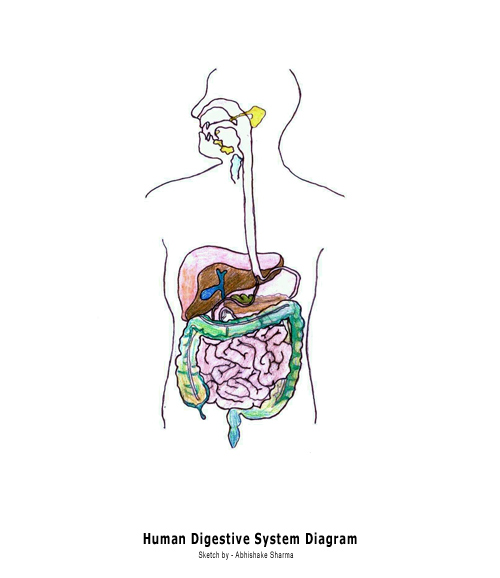 Human Digestive System Diagram
Sketch by - Abhishake Sharma